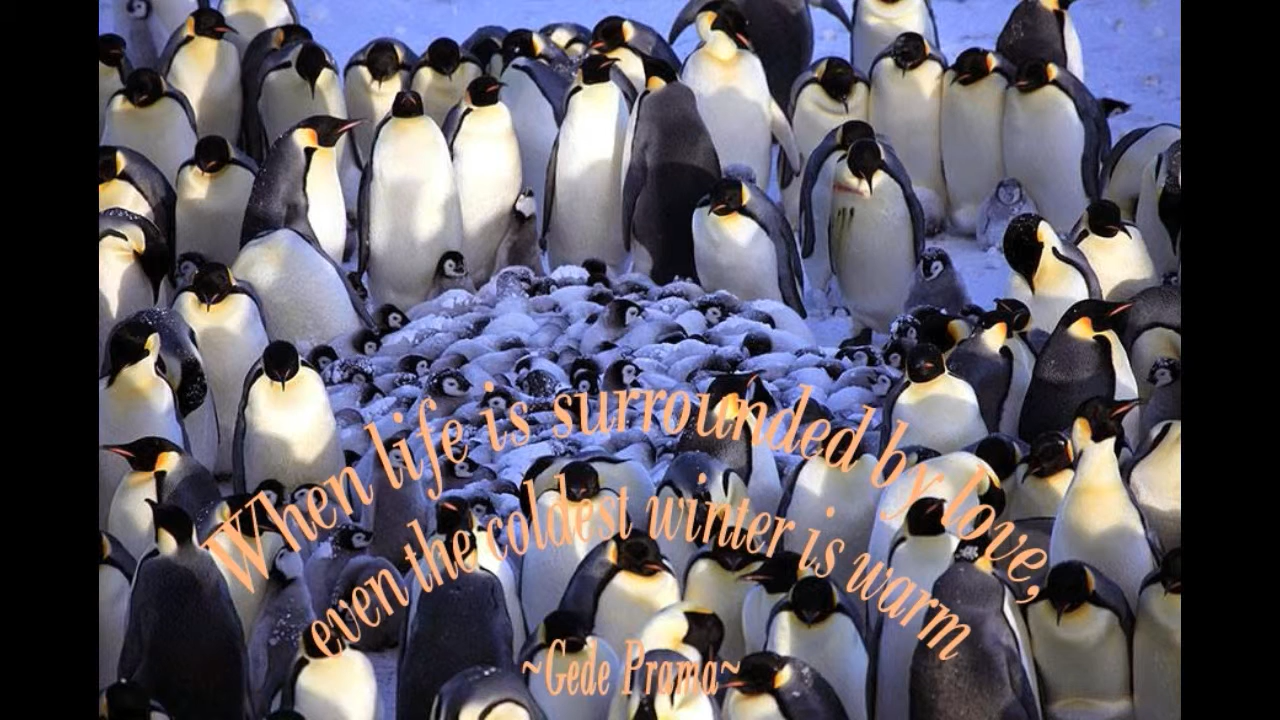 When life is surrounded by love,
even the coldest winter is warm
~Gede Prama~